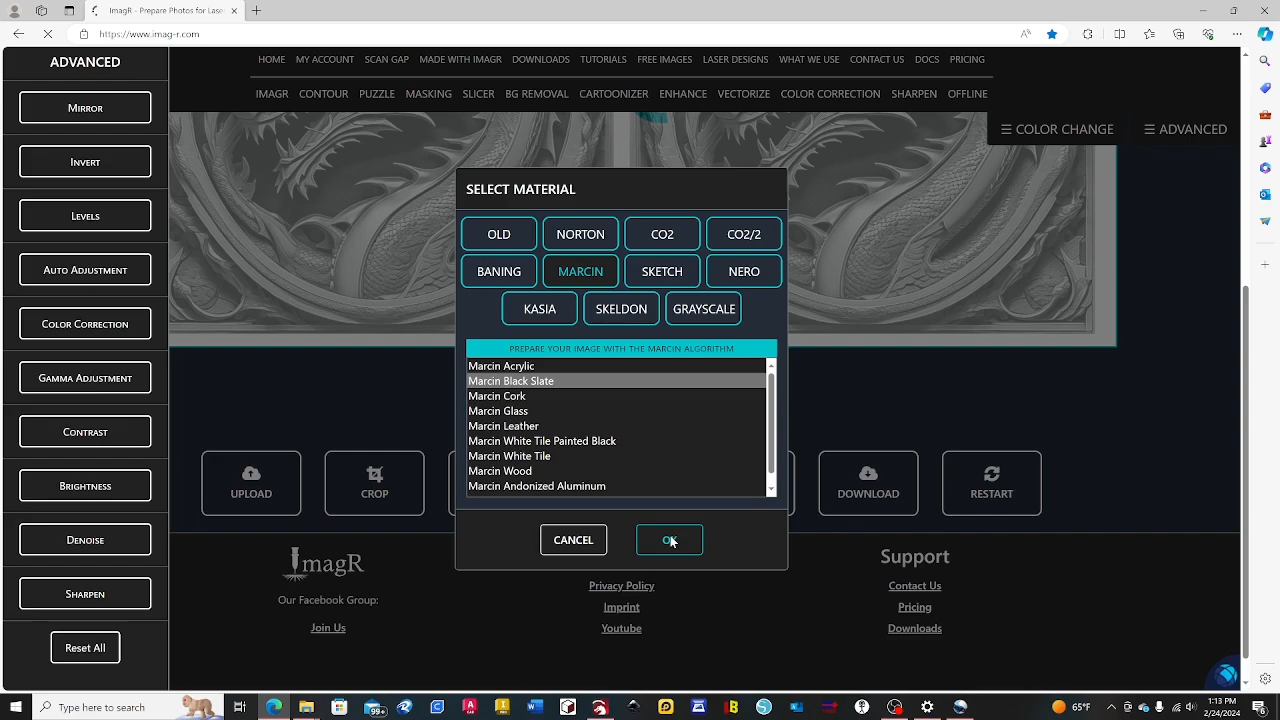 ImagR - Prepare Photos for Laser
https://www.imag-r.com
ADVANCED
Mirror
Invert
Levels
Auto Adjustment
Color Correction
Gamma Adjustment
Contrast
Brightness
Denoise
Sharpen
Reset All
HOME MY ACCOUNT SCAN GAP MADE WITH IMAGR DOWNLOADS TUTORIALS FREE IMAGES LASER DESIGNS WHAT WE USE CONTACT US DOCS PRICING
IMAGR CONTOUR PUZZLE MASKING SLICER BG REMOVAL CARTOONIZER ENHANCE VECTORIZE COLOR CORRECTION SHARPEN OFFLINE
☰ COLOR CHANGE ☰ ADVANCED
SELECT MATERIAL
OLD NORTON CO2 CO2/2
BANING MARCIN SKETCH NERO
KASIA SKELDON GRAYSCALE
PREPARE YOUR IMAGE WITH THE MARCIN ALGORITHM
Marcin Acrylic
Marcin Black Slate
Marcin Cork
Marcin Glass
Marcin Leather
Marcin White Tile Painted Black
Marcin White Tile
Marcin Wood
Marcin Andonized Aluminum
CANCEL OK
UPLOAD CROP DOWNLOAD RESTART
ImagR
Our Facebook Group:
Join Us
Privacy Policy
Imprint
Youtube
Support
Contact Us
Pricing
Downloads
Type here to search
99+
65°F
1:13 PM
2/24/2024